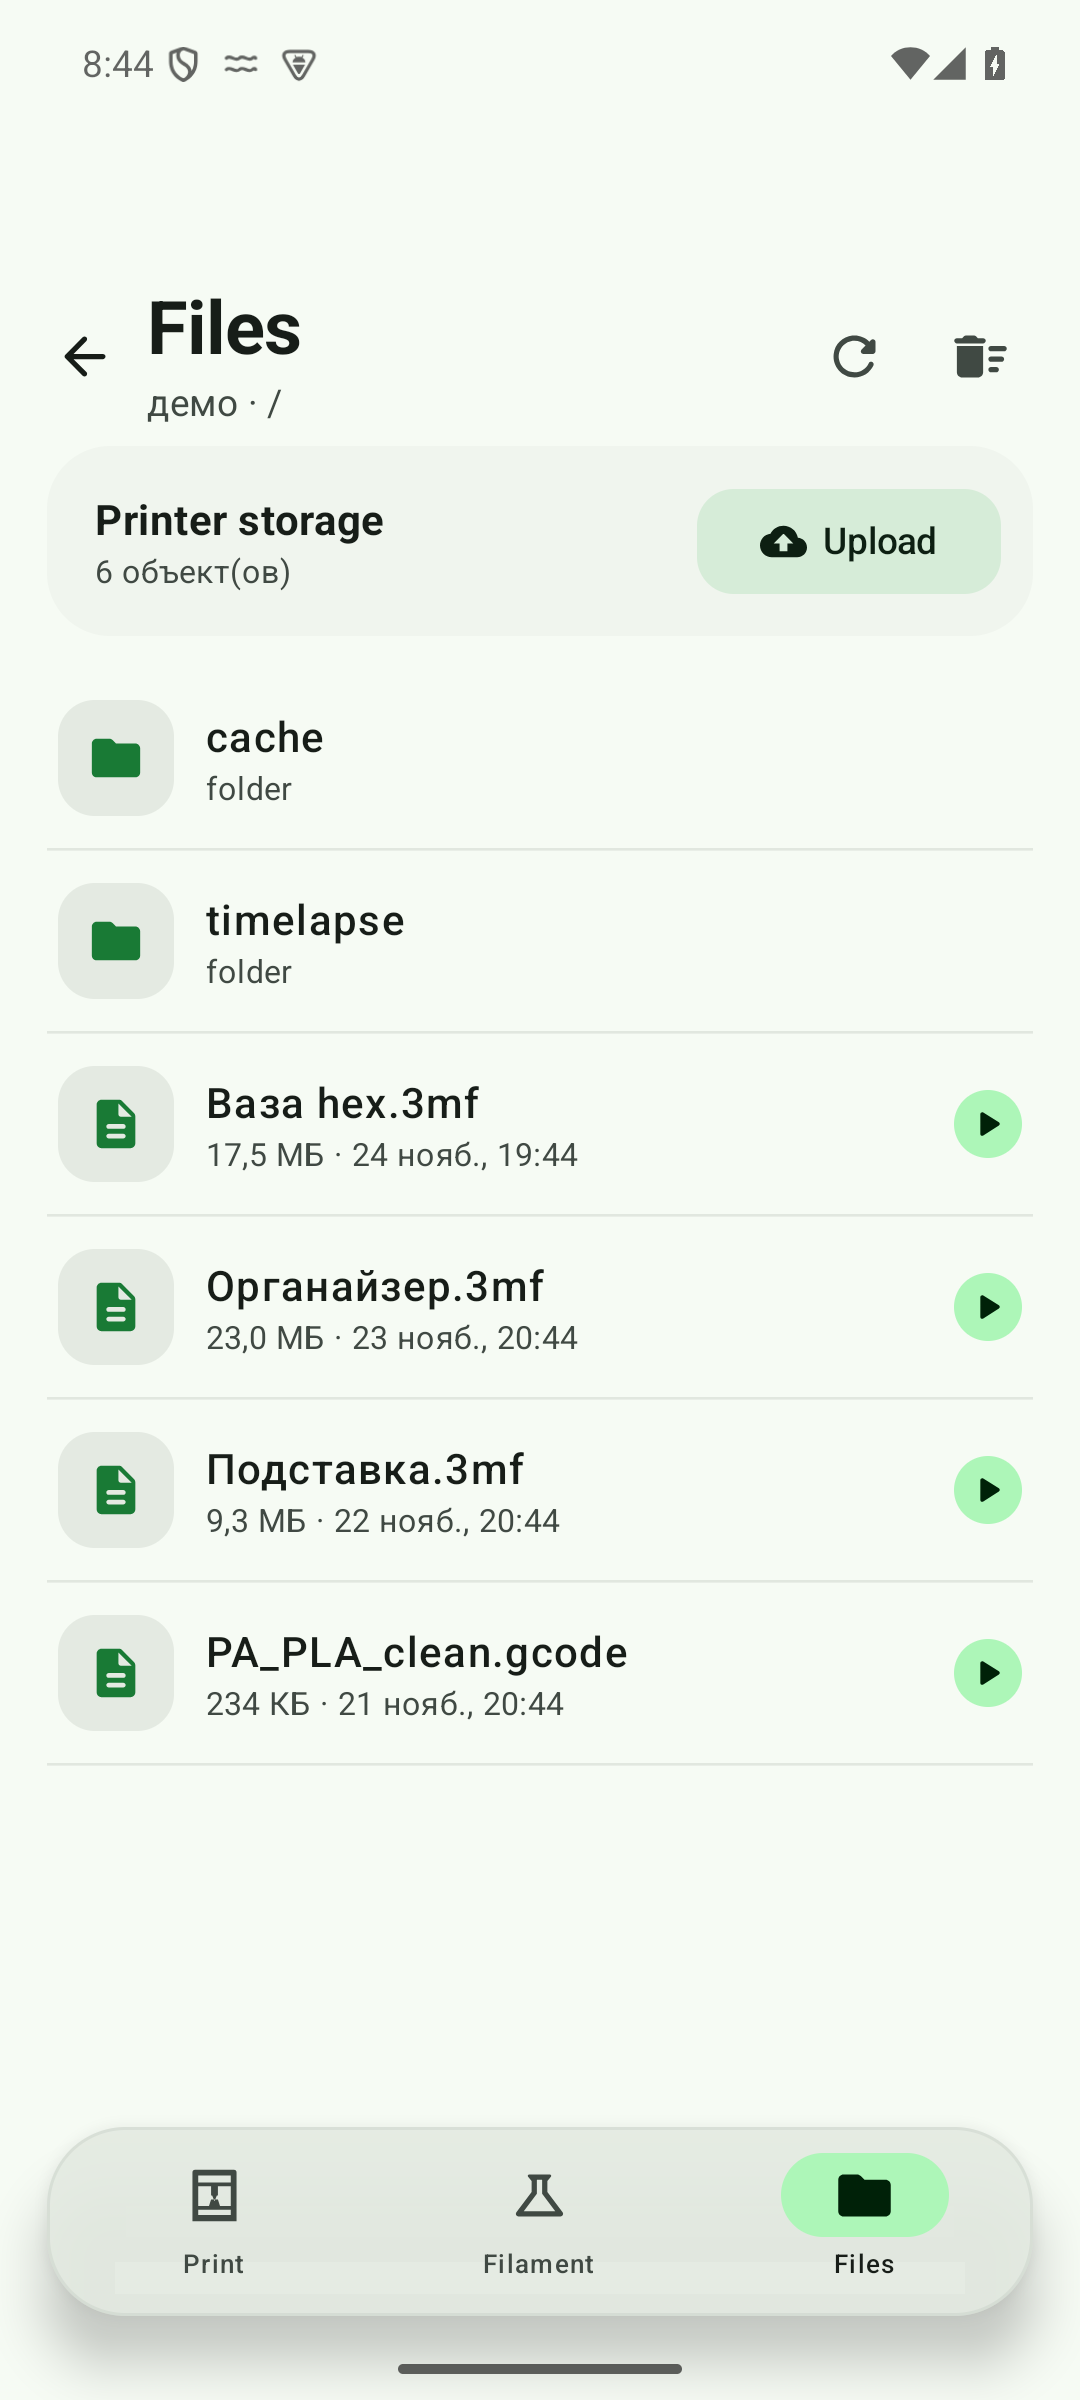 8:44
Files
демо · /
Printer storage
6 объект(ов)
Upload
cache
folder
timelapse
folder
Ваза hex.3mf
17,5 МБ · 24 нояб., 19:44
Органайзер.3mf
23,0 МБ · 23 нояб., 20:44
Подставка.3mf
9,3 МБ · 22 нояб., 20:44
PA_PLA_clean.gcode
234 КБ · 21 нояб., 20:44
Print
Filament
Files